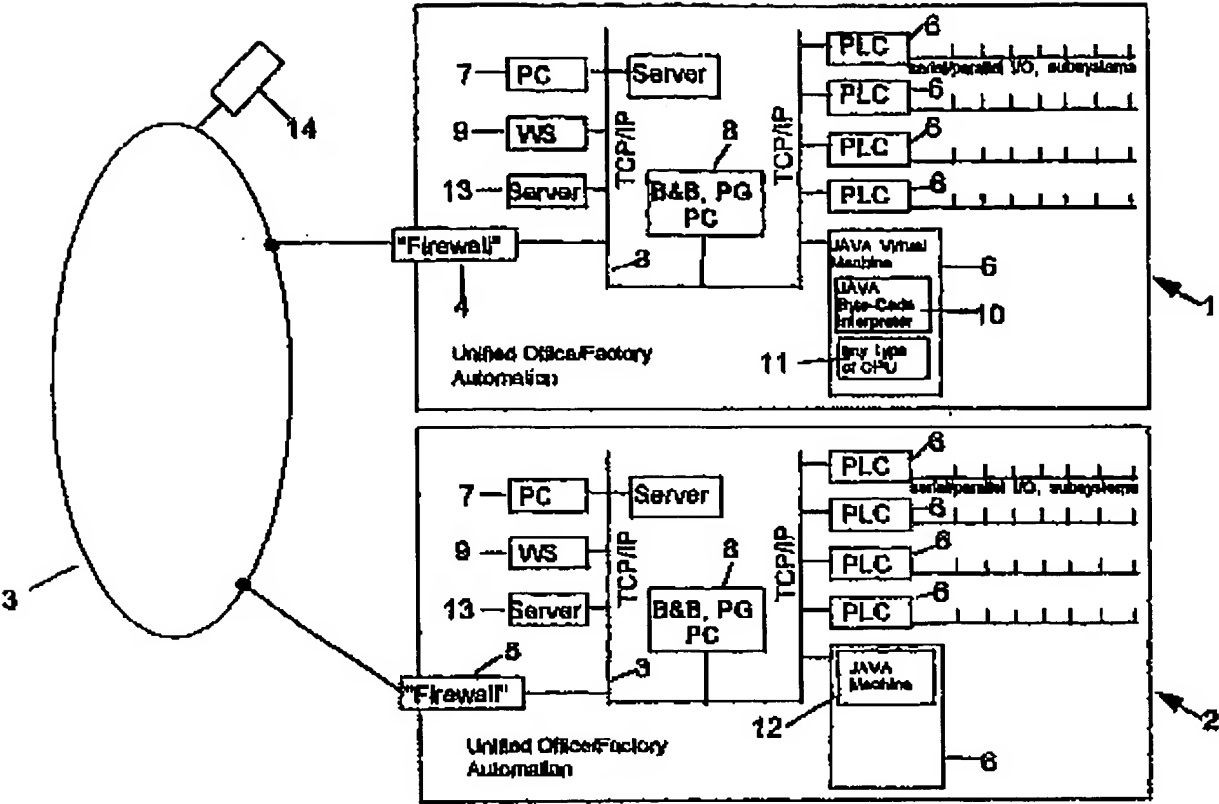 14
7
PC
Server
9
WS
13
Server
TCP/IP
8
B&B, PG
PC
TCP/IP
"Firewall"
4
3
6
PLC
serial/parallel I/O, subsystems
6
PLC
6
PLC
6
PLC
JAVA Virtual
Machine
6
JAVA
Byte-Code
Interpreter
10
11
any type
of CPU
Unified Office/Factory
Automation
1
3
7
PC
Server
9
WS
13
Server
TCP/IP
8
B&B, PG
PC
TCP/IP
5
"Firewall"
3
6
PLC
serial/parallel I/O, subsystems
6
PLC
6
PLC
6
PLC
JAVA
Machine
12
6
Unified Office/Factory
Automation
2